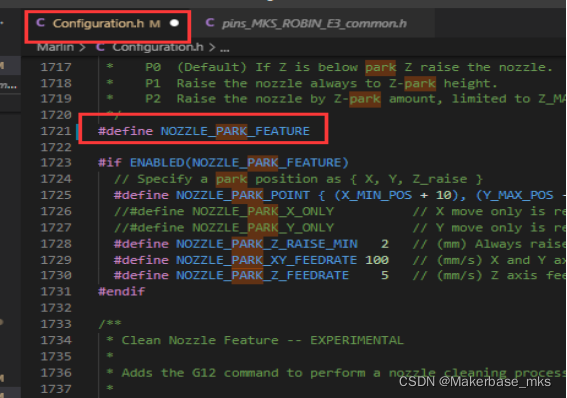 C Configuration.h M ●
C pins_MKS_ROBIN_E3_common.h
Marlin > C Configuration.h > ...
1717 * P0 (Default) If Z is below park Z raise the nozzle.
1718 * P1 Raise the nozzle always to Z-park height.
1719 * P2 Raise the nozzle by Z-park amount, limited to Z_MA
1720 */
1721 #define NOZZLE_PARK_FEATURE
1722
1723 #if ENABLED(NOZZLE_PARK_FEATURE)
1724 // Specify a park position as { X, Y, Z_raise }
1725 #define NOZZLE_PARK_POINT { (X_MIN_POS + 10), (Y_MAX_POS -
1726 //#define NOZZLE_PARK_X_ONLY // X move only is re
1727 //#define NOZZLE_PARK_Y_ONLY // Y move only is re
1728 #define NOZZLE_PARK_Z_RAISE_MIN 2 // (mm) Always raise
1729 #define NOZZLE_PARK_XY_FEEDRATE 100 // (mm/s) X and Y ax
1730 #define NOZZLE_PARK_Z_FEEDRATE 5 // (mm/s) Z axis fee
1731 #endif
1732
1733 /**
1734 * Clean Nozzle Feature -- EXPERIMENTAL
1735 *
1736 * Adds the G12 command to perform a nozzle cleaning process
1737 *
M
m...
M
M
CSDN @Makerbase_mks